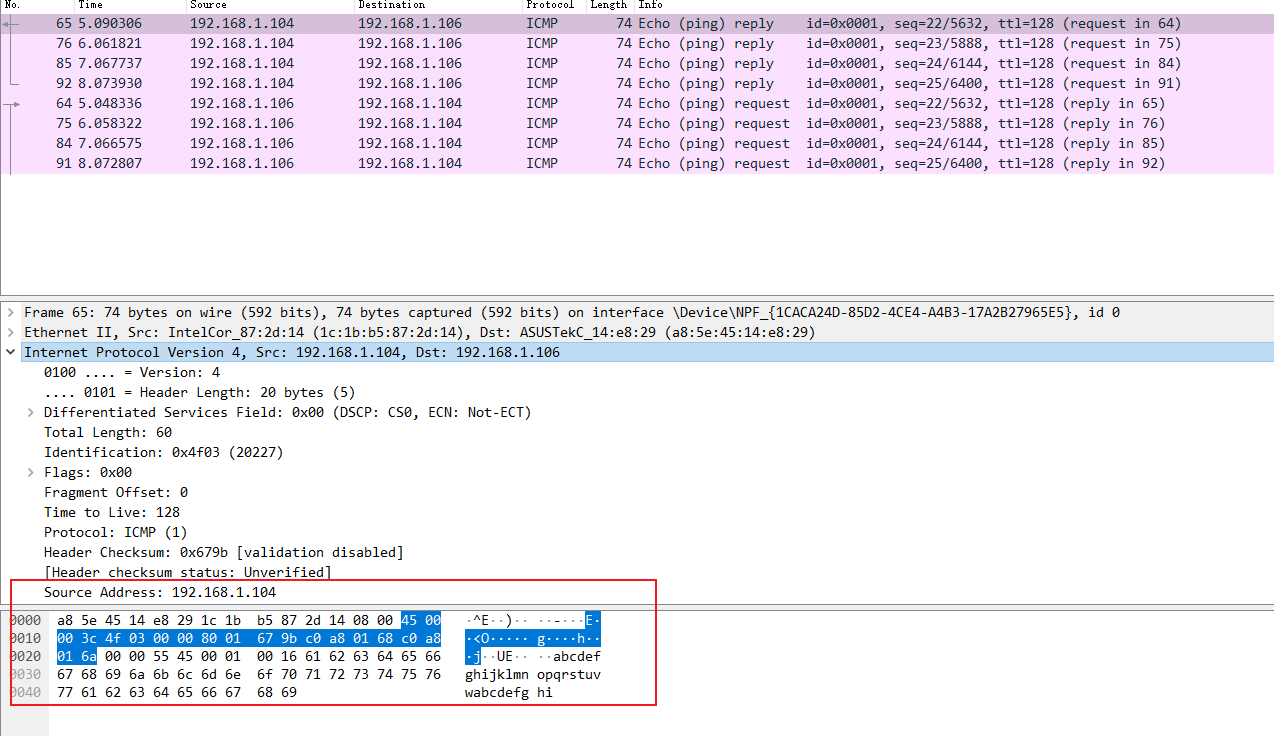 No. Time Source Destination Protocol Length Info
65 5.090306 192.168.1.104 192.168.1.106 ICMP 74 Echo (ping) reply id=0x0001, seq=22/5632, ttl=128 (request in 64)
76 6.061821 192.168.1.104 192.168.1.106 ICMP 74 Echo (ping) reply id=0x0001, seq=23/5888, ttl=128 (request in 75)
85 7.067737 192.168.1.104 192.168.1.106 ICMP 74 Echo (ping) reply id=0x0001, seq=24/6144, ttl=128 (request in 84)
92 8.073930 192.168.1.104 192.168.1.106 ICMP 74 Echo (ping) reply id=0x0001, seq=25/6400, ttl=128 (request in 91)
64 5.048336 192.168.1.106 192.168.1.104 ICMP 74 Echo (ping) request id=0x0001, seq=22/5632, ttl=128 (reply in 65)
75 6.058322 192.168.1.106 192.168.1.104 ICMP 74 Echo (ping) request id=0x0001, seq=23/5888, ttl=128 (reply in 76)
84 7.066575 192.168.1.106 192.168.1.104 ICMP 74 Echo (ping) request id=0x0001, seq=24/6144, ttl=128 (reply in 85)
91 8.072807 192.168.1.106 192.168.1.104 ICMP 74 Echo (ping) request id=0x0001, seq=25/6400, ttl=128 (reply in 92)
Frame 65: 74 bytes on wire (592 bits), 74 bytes captured (592 bits) on interface \Device\NPF_{1CACA24D-85D2-4CE4-A4B3-17A2B27965E5}, id 0
Ethernet II, Src: IntelCor_87:2d:14 (1c:1b:b5:87:2d:14), Dst: ASUSTekC_14:e8:29 (a8:5e:45:14:e8:29)
Internet Protocol Version 4, Src: 192.168.1.104, Dst: 192.168.1.106
0100 .... = Version: 4
.... 0101 = Header Length: 20 bytes (5)
Differentiated Services Field: 0x00 (DSCP: CS0, ECN: Not-ECT)
Total Length: 60
Identification: 0x4f03 (20227)
Flags: 0x00
Fragment Offset: 0
Time to Live: 128
Protocol: ICMP (1)
Header Checksum: 0x679b [validation disabled]
[Header checksum status: Unverified]
Source Address: 192.168.1.104
0000 a8 5e 45 14 e8 29 1c 1b b5 87 2d 14 08 00 45 00 ·^E··)·· ··-···E·
0010 00 3c 4f 03 00 00 80 01 67 9b c0 a8 01 68 c0 a8 ·<O····· g····h··
0020 01 6a 00 00 55 45 00 01 00 16 61 62 63 64 65 66 ·j··UE·· ··abcdef
0030 67 68 69 6a 6b 6c 6d 6e 6f 70 71 72 73 74 75 76 ghijklmn opqrstuv
0040 77 61 62 63 64 65 66 67 68 69 wabcdefg hi